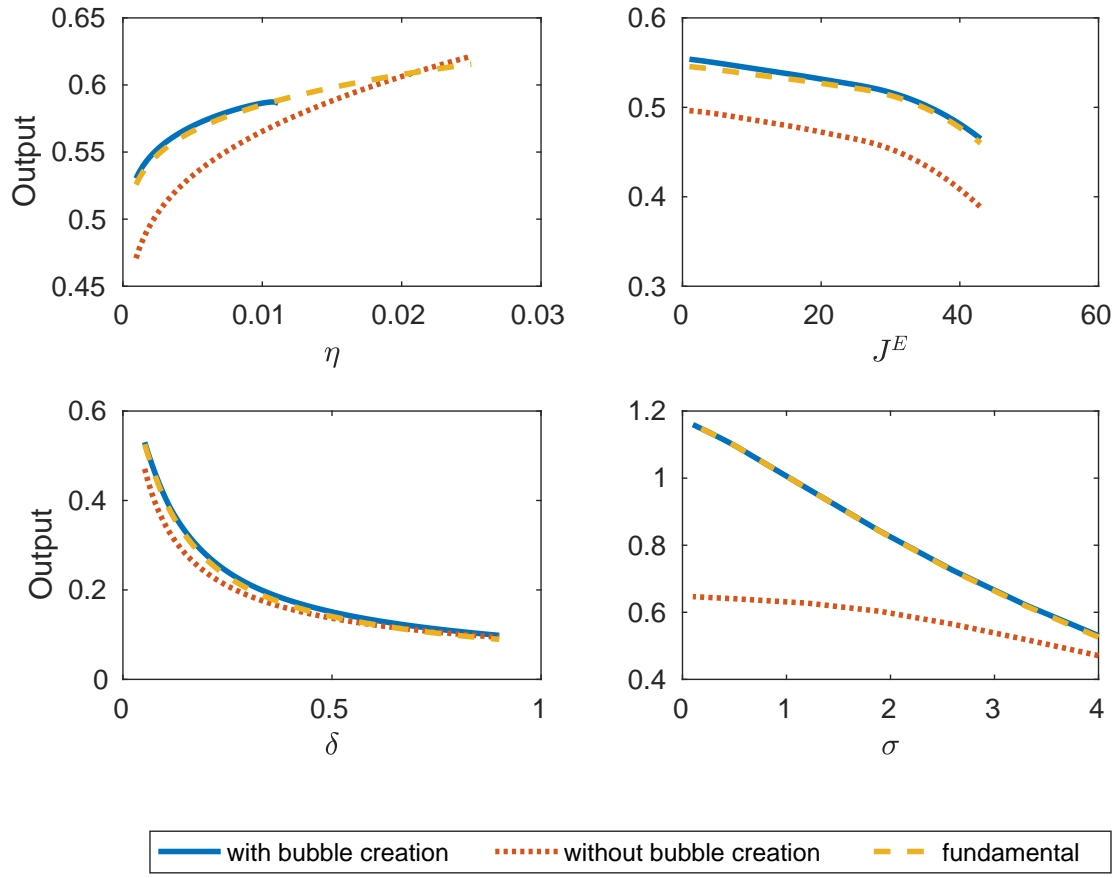 0.65
0.6
0.55
0.5
0.45
Output
0 0.01 0.02 0.03
η
0.6
0.5
0.4
0.3
0 20 40 60
J^E
0.6
0.4
0.2
0
Output
0 0.5 1
δ
1.2
1
0.8
0.6
0.4
0 1 2 3 4
σ
with bubble creation without bubble creation fundamental